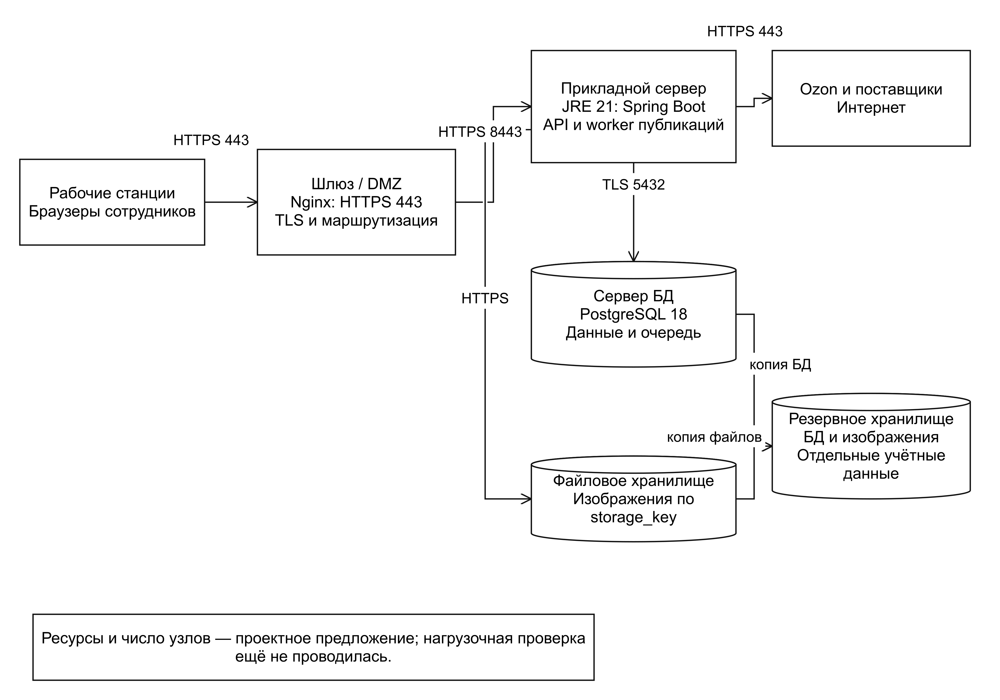 HTTPS 443
Прикладной сервер
JRE 21: Spring Boot
API и worker публикаций
Ozon и поставщики
Интернет
HTTPS 8443
HTTPS 443
Рабочие станции
Браузеры сотрудников
Шлюз / DMZ
Nginx: HTTPS 443
TLS и маршрутизация
TLS 5432
HTTPS
Сервер БД
PostgreSQL 18
Данные и очередь
копия БД
копия файлов
Резервное хранилище
БД и изображения
Отдельные учётные
данные
Файловое хранилище
Изображения по
storage_key
Ресурсы и число узлов — проектное предложение; нагрузочная проверка
ещё не проводилась.